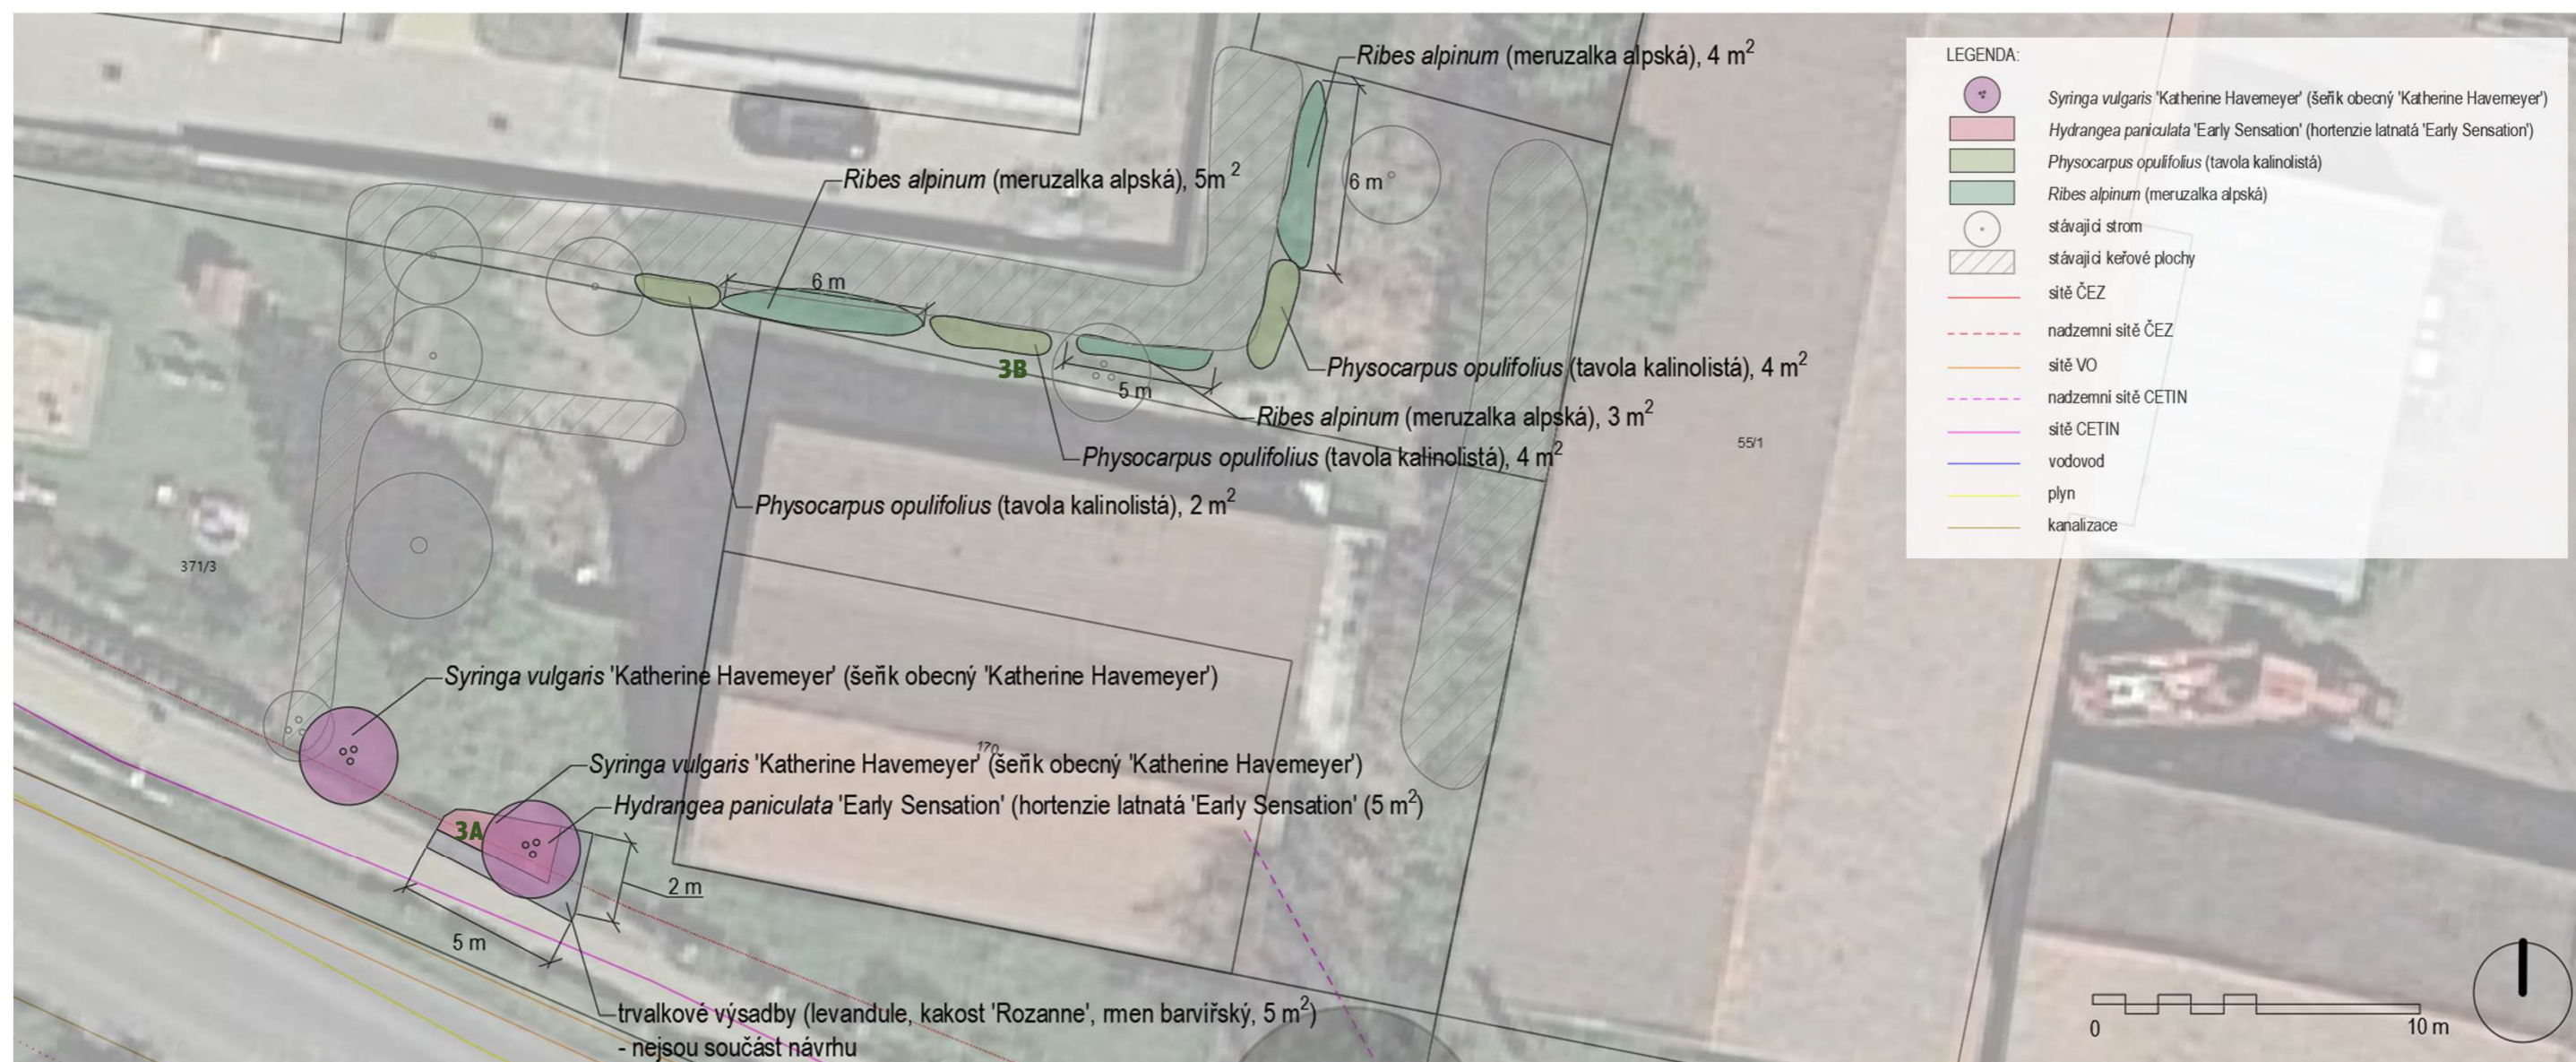 Ribes alpinum (meruzalka alpská), 4 m²
Ribes alpinum (meruzalka alpská), 5m ²
6 m
6 m
3B
5 m
Physocarpus opulifolius (tavola kalinolistá), 4 m²
Ribes alpinum (meruzalka alpská), 3 m²
Physocarpus opulifolius (tavola kalinolistá), 4 m²
Physocarpus opulifolius (tavola kalinolistá), 2 m²
55/1
371/3
Syringa vulgaris 'Katherine Havemeyer' (šeřík obecný 'Katherine Havemeyer')
170
Syringa vulgaris 'Katherine Havemeyer' (šeřík obecný 'Katherine Havemeyer')
Hydrangea paniculata 'Early Sensation' (hortenzie latnatá 'Early Sensation' (5 m²)
3A
2 m
5 m
trvalkové výsadby (levandule, kakost 'Rozanne', rmen barvířský, 5 m²)
- nejsou součást návrhu
LEGENDA:
Syringa vulgaris 'Katherine Havemeyer' (šeřík obecný 'Katherine Havemeyer')
Hydrangea paniculata 'Early Sensation' (hortenzie latnatá 'Early Sensation')
Physocarpus opulifolius (tavola kalinolistá)
Ribes alpinum (meruzalka alpská)
stávající strom
stávající keřové plochy
sítě ČEZ
nadzemní sítě ČEZ
sítě VO
nadzemní sítě CETIN
sítě CETIN
vodovod
plyn
kanalizace
0
10 m